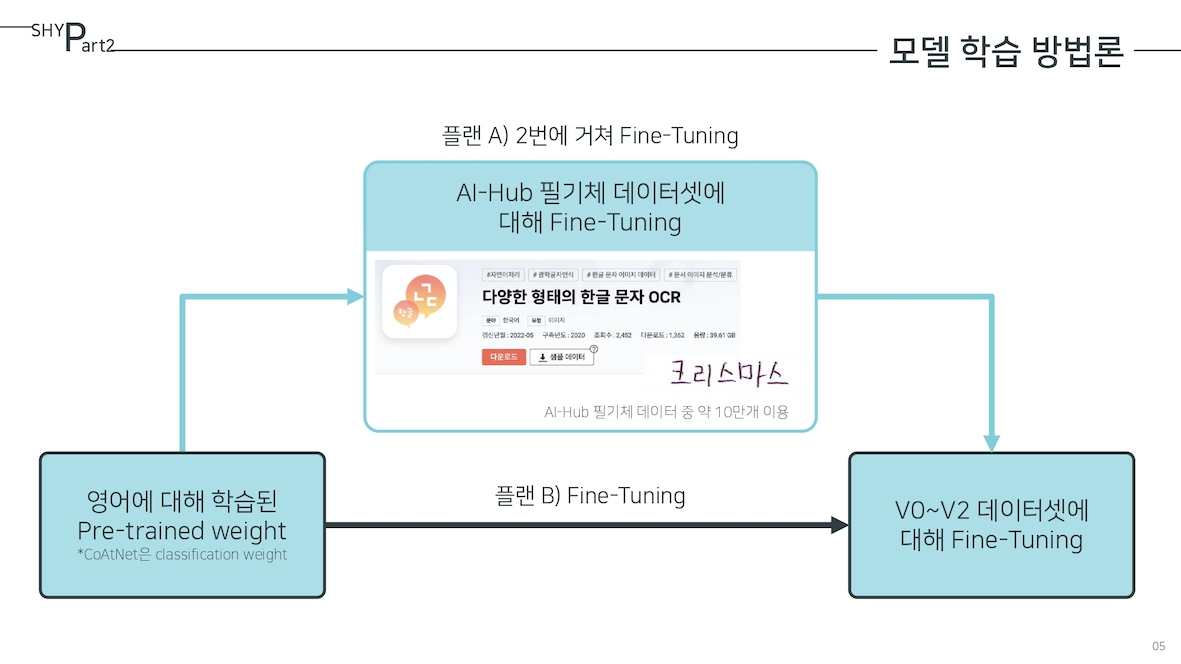 SHY
Part2
모델 학습 방법론
플랜 A) 2번에 거쳐 Fine-Tuning
AI-Hub 필기체 데이터셋에
대해 Fine-Tuning
한글
#자연어처리 # 광학글자인식 # 한글 문자 이미지 데이터 # 문서 이미지 분석/분류
다양한 형태의 한글 문자 OCR
분야 한국어 유형 이미지
갱신년월 : 2022-05 구축년도 : 2020 조회수 : 2,452 다운로드 : 1,362 용량 : 39.61 GB
다운로드 샘플 데이터 ?
크리스마스
AI-Hub 필기체 데이터 중 약 10만개 이용
영어에 대해 학습된
Pre-trained weight
*CoAtNet은 classification weight
플랜 B) Fine-Tuning
V0~V2 데이터셋에
대해 Fine-Tuning
05